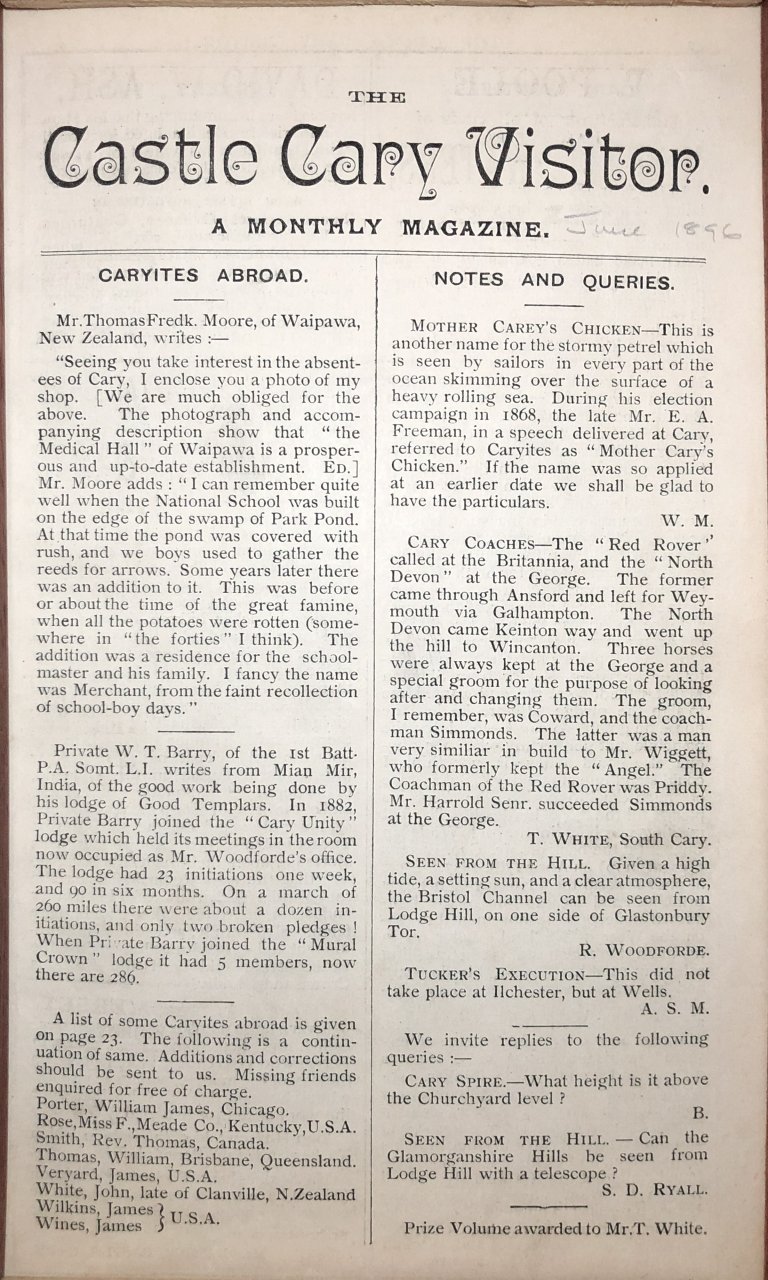 THE
Castle Cary Visitor.
A MONTHLY MAGAZINE. June 1896
CARYITES ABROAD.
Mr.Thomas Fredk. Moore, of Waipawa,
New Zealand, writes :—
"Seeing you take interest in the absent-
ees of Cary, I enclose you a photo of my
shop. [We are much obliged for the
above. The photograph and accom-
panying description show that "the
Medical Hall" of Waipawa is a prosper-
ous and up-to-date establishment. ED.]
Mr. Moore adds : "I can remember quite
well when the National School was built
on the edge of the swamp of Park Pond.
At that time the pond was covered with
rush, and we boys used to gather the
reeds for arrows. Some years later there
was an addition to it. This was before
or about the time of the great famine,
when all the potatoes were rotten (some-
where in "the forties" I think). The
addition was a residence for the school-
master and his family. I fancy the name
was Merchant, from the faint recollection
of school-boy days."
Private W. T. Barry, of the 1st Batt.
P.A. Somt. L.I. writes from Mian Mir,
India, of the good work being done by
his lodge of Good Templars. In 1882,
Private Barry joined the "Cary Unity"
lodge which held its meetings in the room
now occupied as Mr. Woodforde's office.
The lodge had 23 initiations one week,
and 90 in six months. On a march of
260 miles there were about a dozen in-
itiations, and only two broken pledges !
When Private Barry joined the "Mural
Crown" lodge it had 5 members, now
there are 286.
A list of some Caryites abroad is given
on page 23. The following is a contin-
uation of same. Additions and corrections
should be sent to us. Missing friends
enquired for free of charge.
Porter, William James, Chicago.
Rose, Miss F., Meade Co., Kentucky, U.S.A.
Smith, Rev. Thomas, Canada.
Thomas, William, Brisbane, Queensland.
Veryard, James, U.S.A.
White, John, late of Clanville, N.Zealand
Wilkins, James } U.S.A.
Wines, James
NOTES AND QUERIES.
MOTHER CAREY'S CHICKEN—This is
another name for the stormy petrel which
is seen by sailors in every part of the
ocean skimming over the surface of a
heavy rolling sea. During his election
campaign in 1868, the late Mr. E. A.
Freeman, in a speech delivered at Cary,
referred to Caryites as "Mother Cary's
Chicken." If the name was so applied
at an earlier date we shall be glad to
have the particulars.
W. M.
CARY COACHES—The "Red Rover"
called at the Britannia, and the "North
Devon" at the George. The former
came through Ansford and left for Wey-
mouth via Galhampton. The North
Devon came Keinton way and went up
the hill to Wincanton. Three horses
were always kept at the George and a
special groom for the purpose of looking
after and changing them. The groom,
I remember, was Coward, and the coach-
man Simmonds. The latter was a man
very similiar in build to Mr. Wiggett,
who formerly kept the "Angel." The
Coachman of the Red Rover was Priddy.
Mr. Harrold Senr. succeeded Simmonds
at the George.
T. WHITE, South Cary.
SEEN FROM THE HILL. Given a high
tide, a setting sun, and a clear atmosphere,
the Bristol Channel can be seen from
Lodge Hill, on one side of Glastonbury
Tor.
R. WOODFORDE.
TUCKER'S EXECUTION—This did not
take place at Ilchester, but at Wells.
A. S. M.
We invite replies to the following
queries :—
CARY SPIRE.—What height is it above
the Churchyard level ?
B.
SEEN FROM THE HILL. — Can the
Glamorganshire Hills be seen from
Lodge Hill with a telescope ?
S. D. RYALL.
Prize Volume awarded to Mr.T. White.